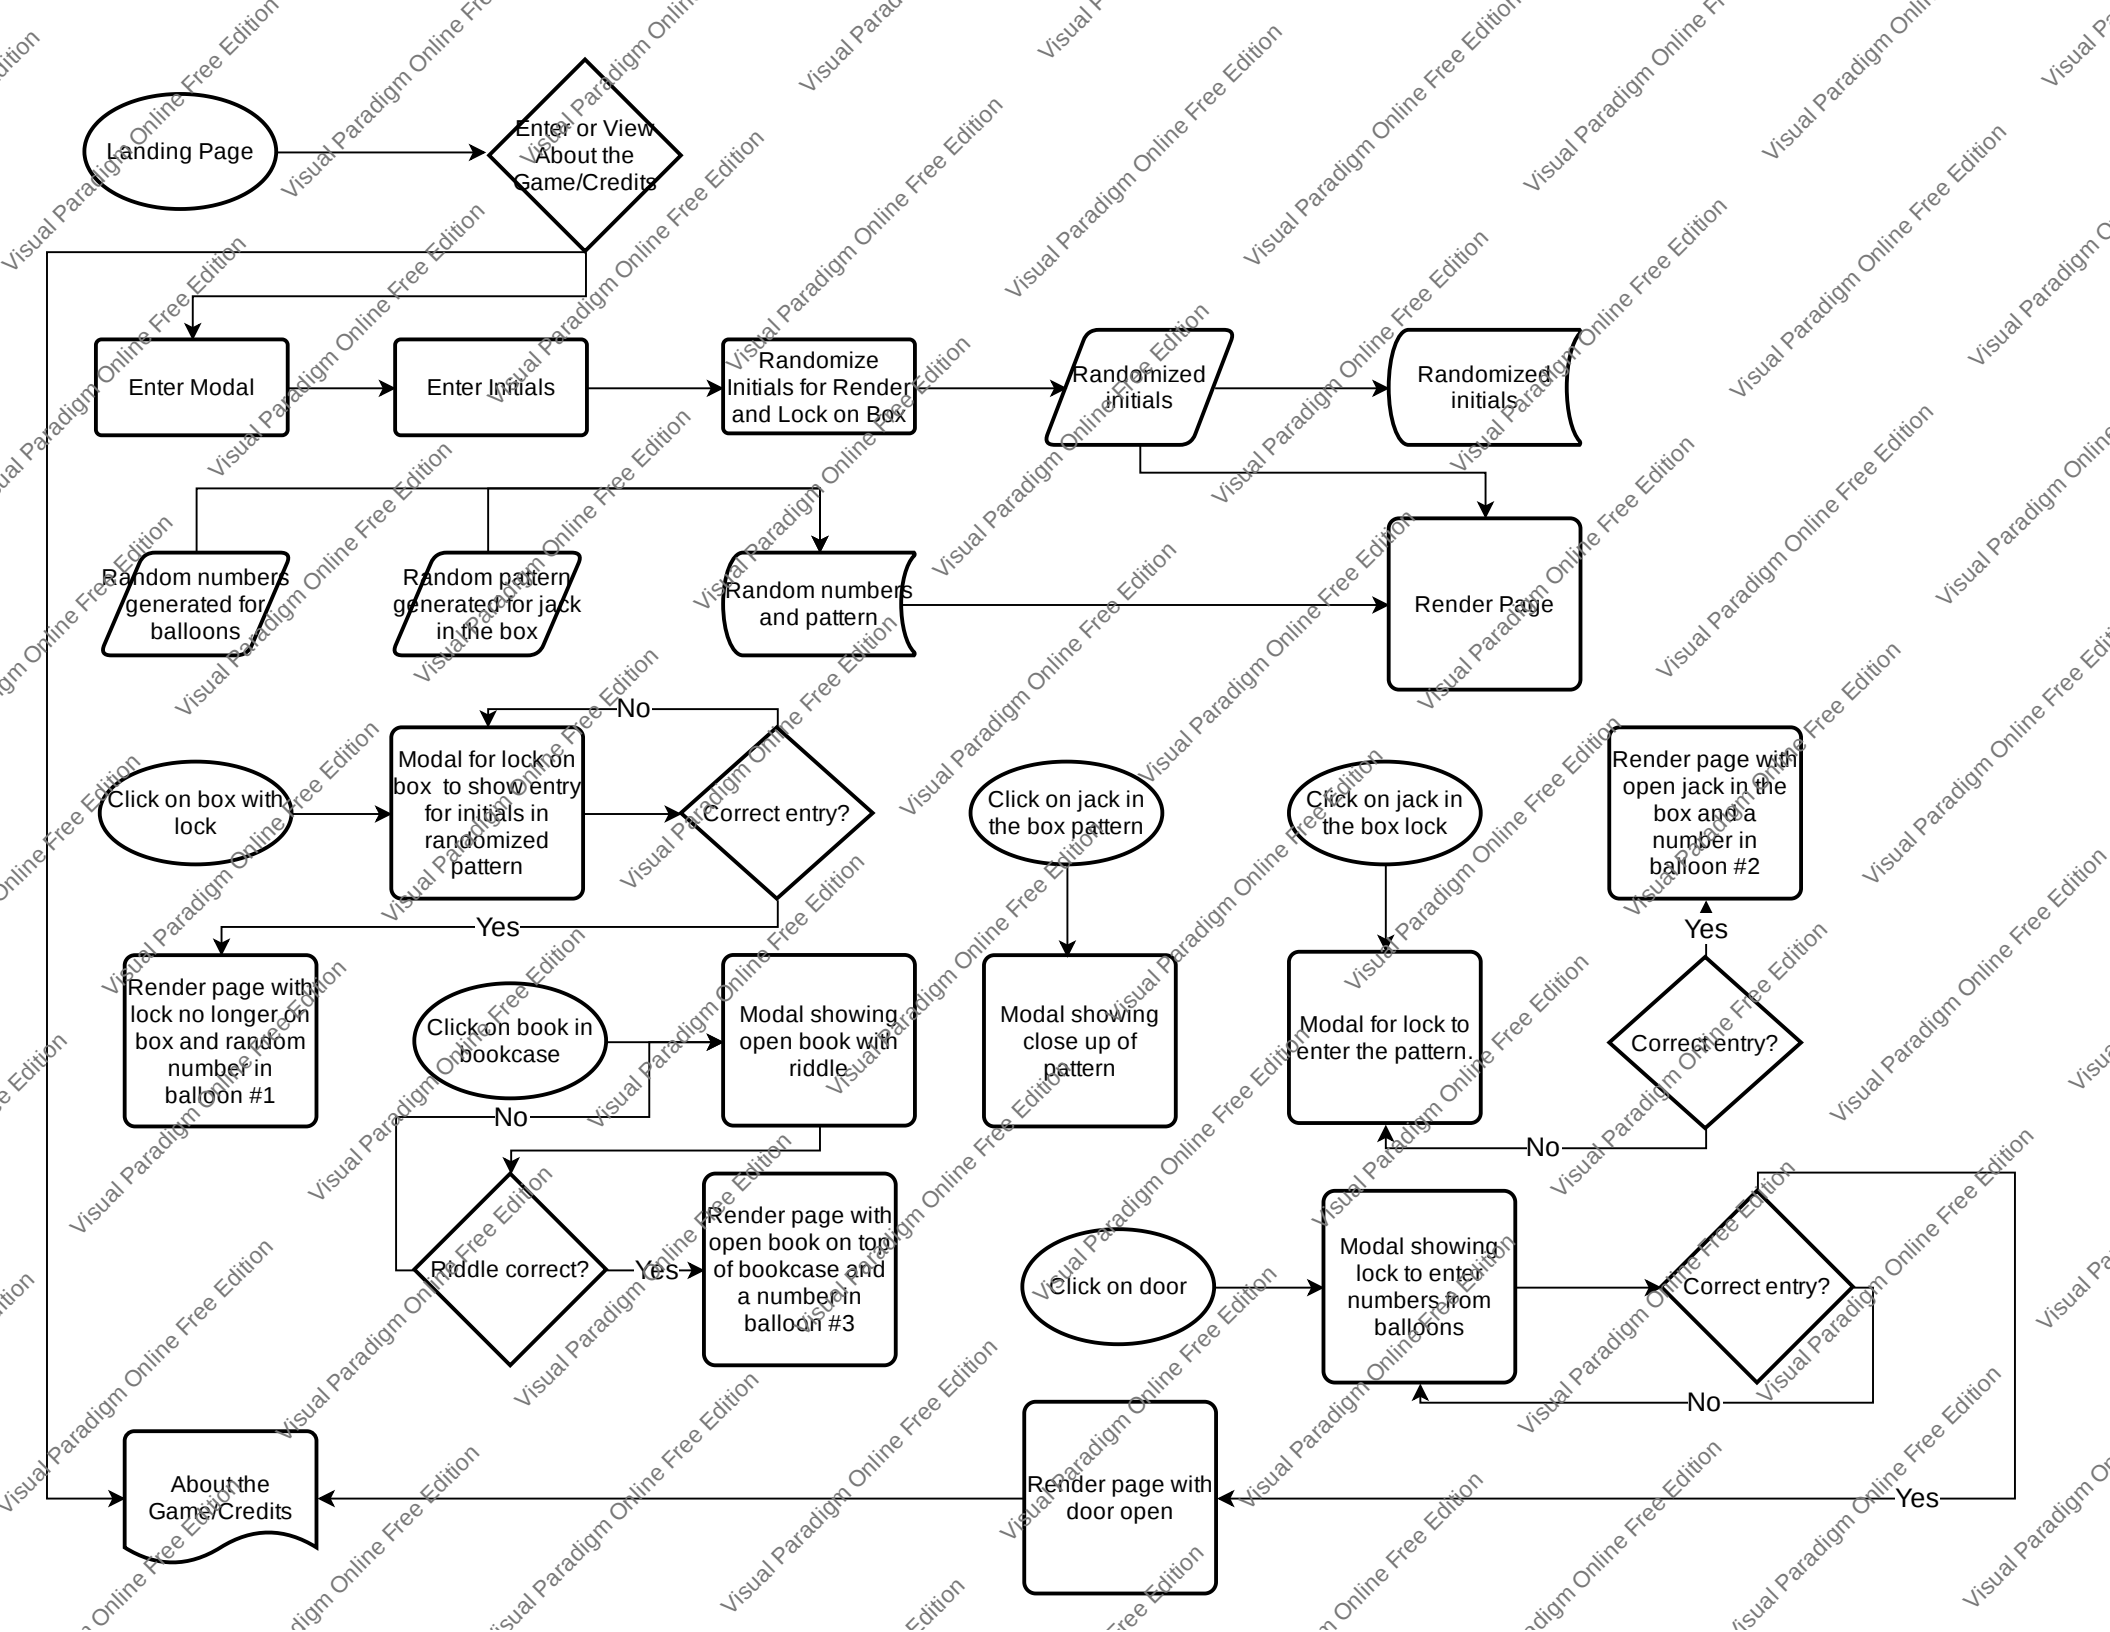 Landing Page
Enter or View
About the
Game/Credits
Enter Modal
Enter Initials
Randomize
Initials for Render
and Lock on Box
Randomized
initials
Randomized
initials
Random numbers
generated for
balloons
Random pattern
generated for jack
in the box
Random numbers
and pattern
Render Page
No
Click on box with
lock
Modal for lock on
box  to show entry
for initials in
randomized
pattern
Correct entry?
Click on jack in
the box pattern
Click on jack in
the box lock
Render page with
open jack in the
box and a
number in
balloon #2
Yes
Yes
Render page with
lock no longer on
box and random
number in
balloon #1
Click on book in
bookcase
Modal showing
open book with
riddle
Modal showing
close up of
pattern
Modal for lock to
enter the pattern.
Correct entry?
No
No
Riddle correct?
Yes
Render page with
open book on top
of bookcase and
a number in
balloon #3
Click on door
Modal showing
lock to enter
numbers from
balloons
Correct entry?
No
About the
Game/Credits
Render page with
door open
Yes
Visual Paradigm Online Free Edition